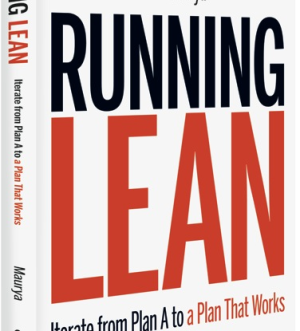 G LEAN
Iterate from Plan A to a Plan That Works
Maurya
RUNNING
LEAN
Iterate from Plan A to a Plan That Works